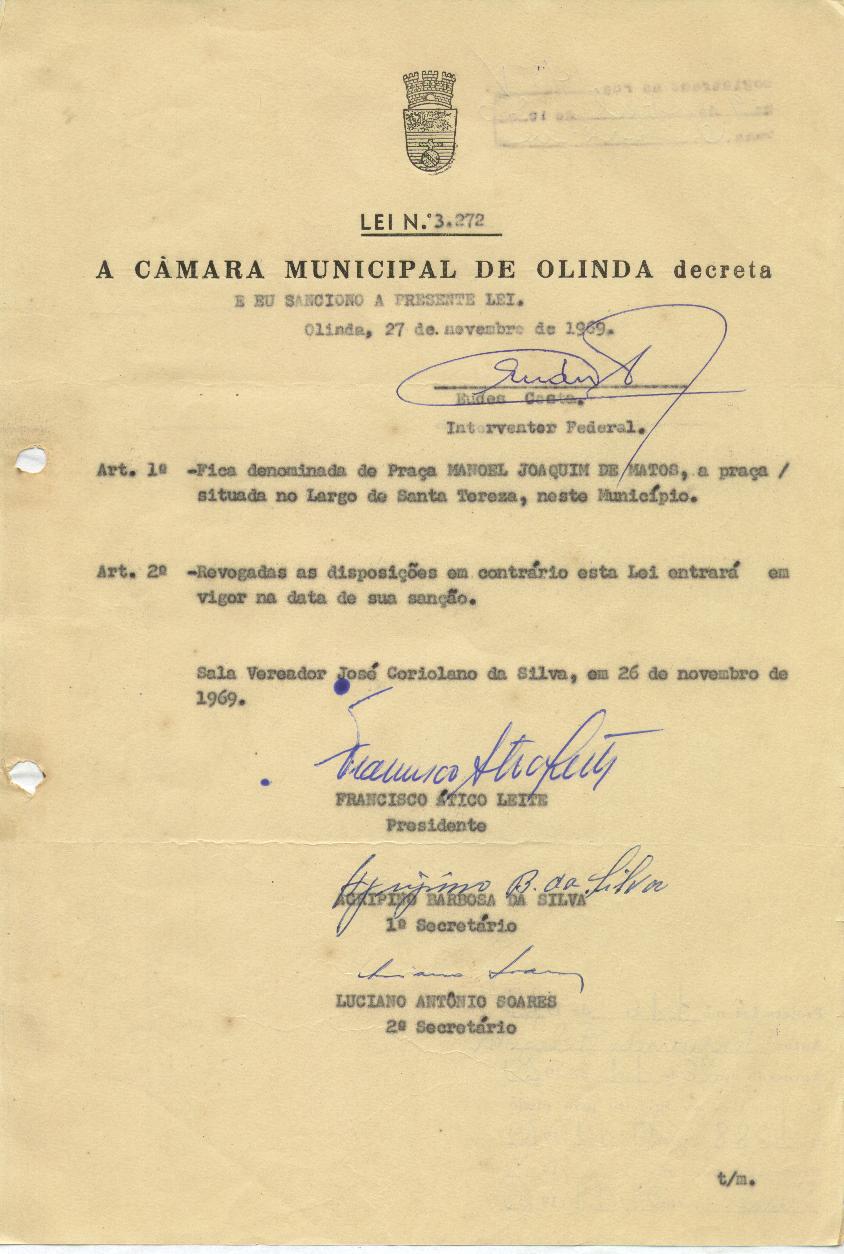 LEI N.º 3.272
A CÂMARA MUNICIPAL DE OLINDA decreta
E EU SANCIONO A PRESENTE LEI.
Olinda, 27 de novembro de 1969.
Eudes Costa.
Interventor Federal.
Art. 1º -Fica denominada de Praça MANOEL JOAQUIM DE MATOS, a praça /
situada no Largo de Santa Tereza, neste Município.
Art. 2º -Revogadas as disposições em contrário esta Lei entrará em
vigor na data de sua sanção.
Sala Vereador José Coriolano da Silva, em 26 de novembro de
1969.
FRANCISCO ÁTICO LEITE
Presidente
Agripino B. da Silva
AGRIPINO BARBOSA DA SILVA
1º Secretário
LUCIANO ANTÔNIO SOARES
2º Secretário
t/m.